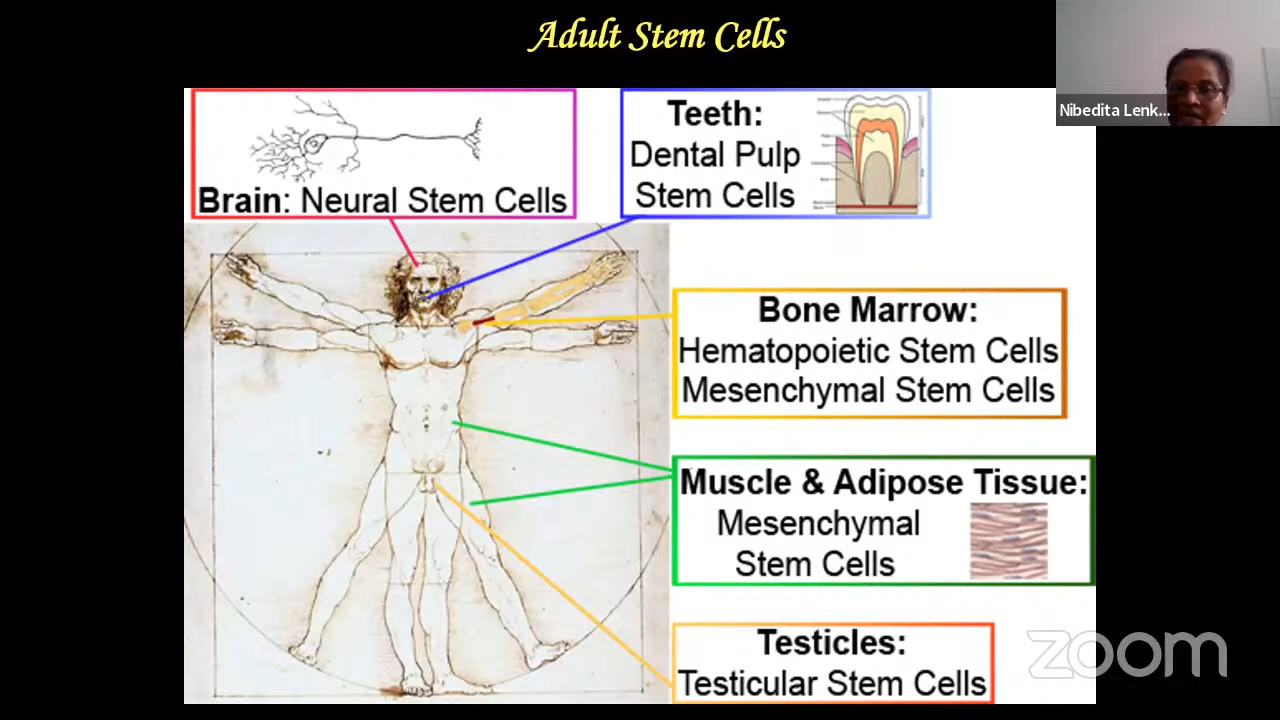 Adult Stem Cells
Nibedita Lenk...
Brain: Neural Stem Cells
Teeth:
Dental Pulp
Stem Cells
Bone Marrow:
Hematopoietic Stem Cells
Mesenchymal Stem Cells
Muscle & Adipose Tissue:
Mesenchymal
Stem Cells
Testicles:
Testicular Stem Cells
zoom